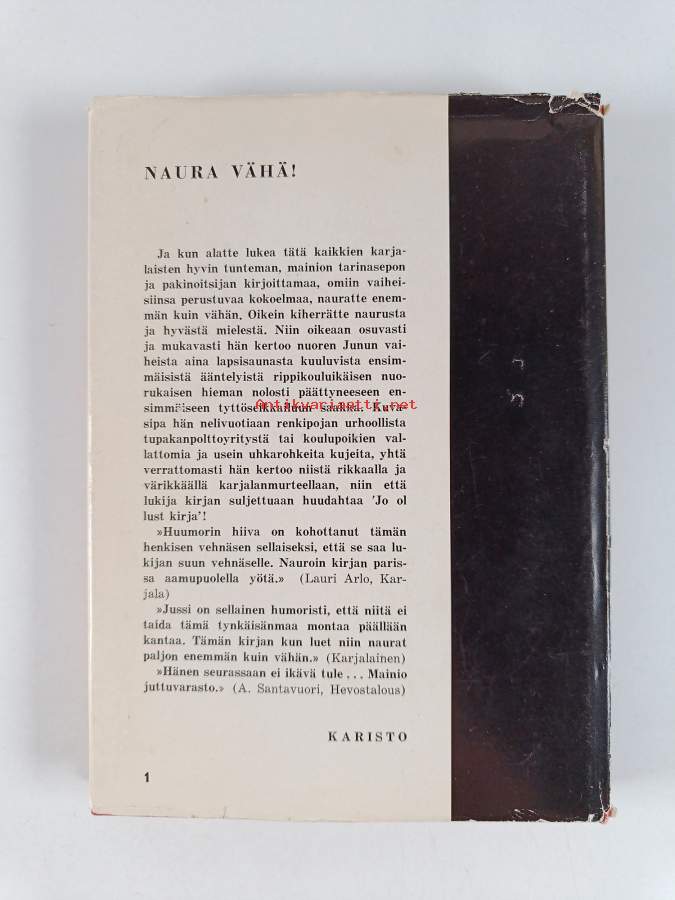 NAURA VÄHÄ!
Ja kun alatte lukea tätä kaikkien karja-
laisten hyvin tunteman, mainion tarinasepon
ja pakinoitsijan kirjoittamaa, omiin vaihei-
siinsa perustuvaa kokoelmaa, nauratte enem-
män kuin vähän. Oikein kiherrätte naurusta
ja hyvästä mielestä. Niin oikeaan osuvasti
ja mukavasti hän kertoo nuoren Junun vai-
heista aina lapsisaunasta kuuluvista ensim-
mäisistä ääntelyistä rippikouluikäisen nuo-
rukaisen hieman nolosti päättyneeseen en-
simmäiseen tyttöseikkailuun saakka. Kuva-
Antikvariaatti.net
sipa hän nelivuotiaan renkipojan urhoollista
tupakanpolttoyritystä tai koulupoikien val-
lattomia ja usein uhkarohkeita kujeita, yhtä
verrattomasti hän kertoo niistä rikkaalla ja
värikkäällä karjalanmurteellaan, niin että
lukija kirjan suljettuaan huudahtaa 'Jo ol
lust kirja'!
»Huumorin hiiva on kohottanut tämän
henkisen vehnäsen sellaiseksi, että se saa lu-
kijan suun vehnäselle. Nauroin kirjan paris-
sa aamupuolella yötä.» (Lauri Arlo, Kar-
jala)
»Jussi on sellainen humoristi, että niitä ei
taida tämä tynkäisänmaa montaa päällään
kantaa. Tämän kirjan kun luet niin naurat
paljon enemmän kuin vähän.» (Karjalainen)
»Hänen seurassaan ei ikävä tule . . . Mainio
juttuvarasto.» (A. Santavuori, Hevostalous)
KARISTO
1